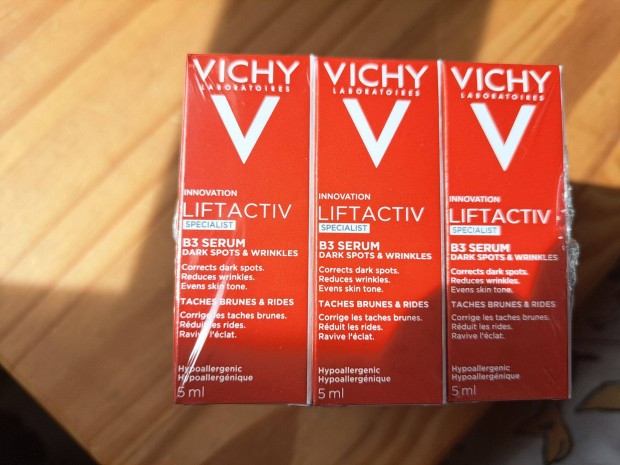 VICHY
LABORATOIRES
V
INNOVATION
LIFTACTIV
SPECIALIST
B3 SERUM
DARK SPOTS & WRINKLES
Corrects dark spots.
Reduces wrinkles.
Evens skin tone.
TACHES BRUNES & RIDES
Corrige les taches brunes.
Réduit les rides.
Ravive l'éclat.
Hypoallergenic
Hypoallergénique
5 ml
VICHY
LABORATOIRES
V
INNOVATION
LIFTACTIV
SPECIALIST
B3 SERUM
DARK SPOTS & WRINKLES
Corrects dark spots.
Reduces wrinkles.
Evens skin tone.
TACHES BRUNES & RIDES
Corrige les taches brunes.
Réduit les rides.
Ravive l'éclat.
Hypoallergenic
Hypoallergénique
5 ml
VICHY
LABORATOIRES
V
INNOVATION
LIFTACTIV
SPECIALIST
B3 SERUM
DARK SPOTS & WRINKLES
Corrects dark spots.
Reduces wrinkles.
Evens skin tone.
TACHES BRUNES & RIDES
Corrige les taches brunes.
Réduit les rides.
Ravive l'éclat.
Hypoallergenic
Hypoallergénique
5 ml